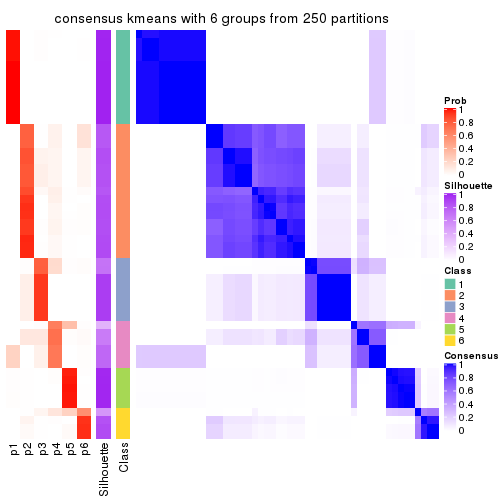 consensus kmeans with 6 groups from 250 partitions
Prob
1
0.8
0.6
0.4
0.2
0
Silhouette
1
0.8
0.6
0.4
0.2
0
Class
1
2
3
4
5
6
Consensus
1
0.8
0.6
0.4
0.2
0
p1
p2
p3
p4
p5
p6
Silhouette
Class